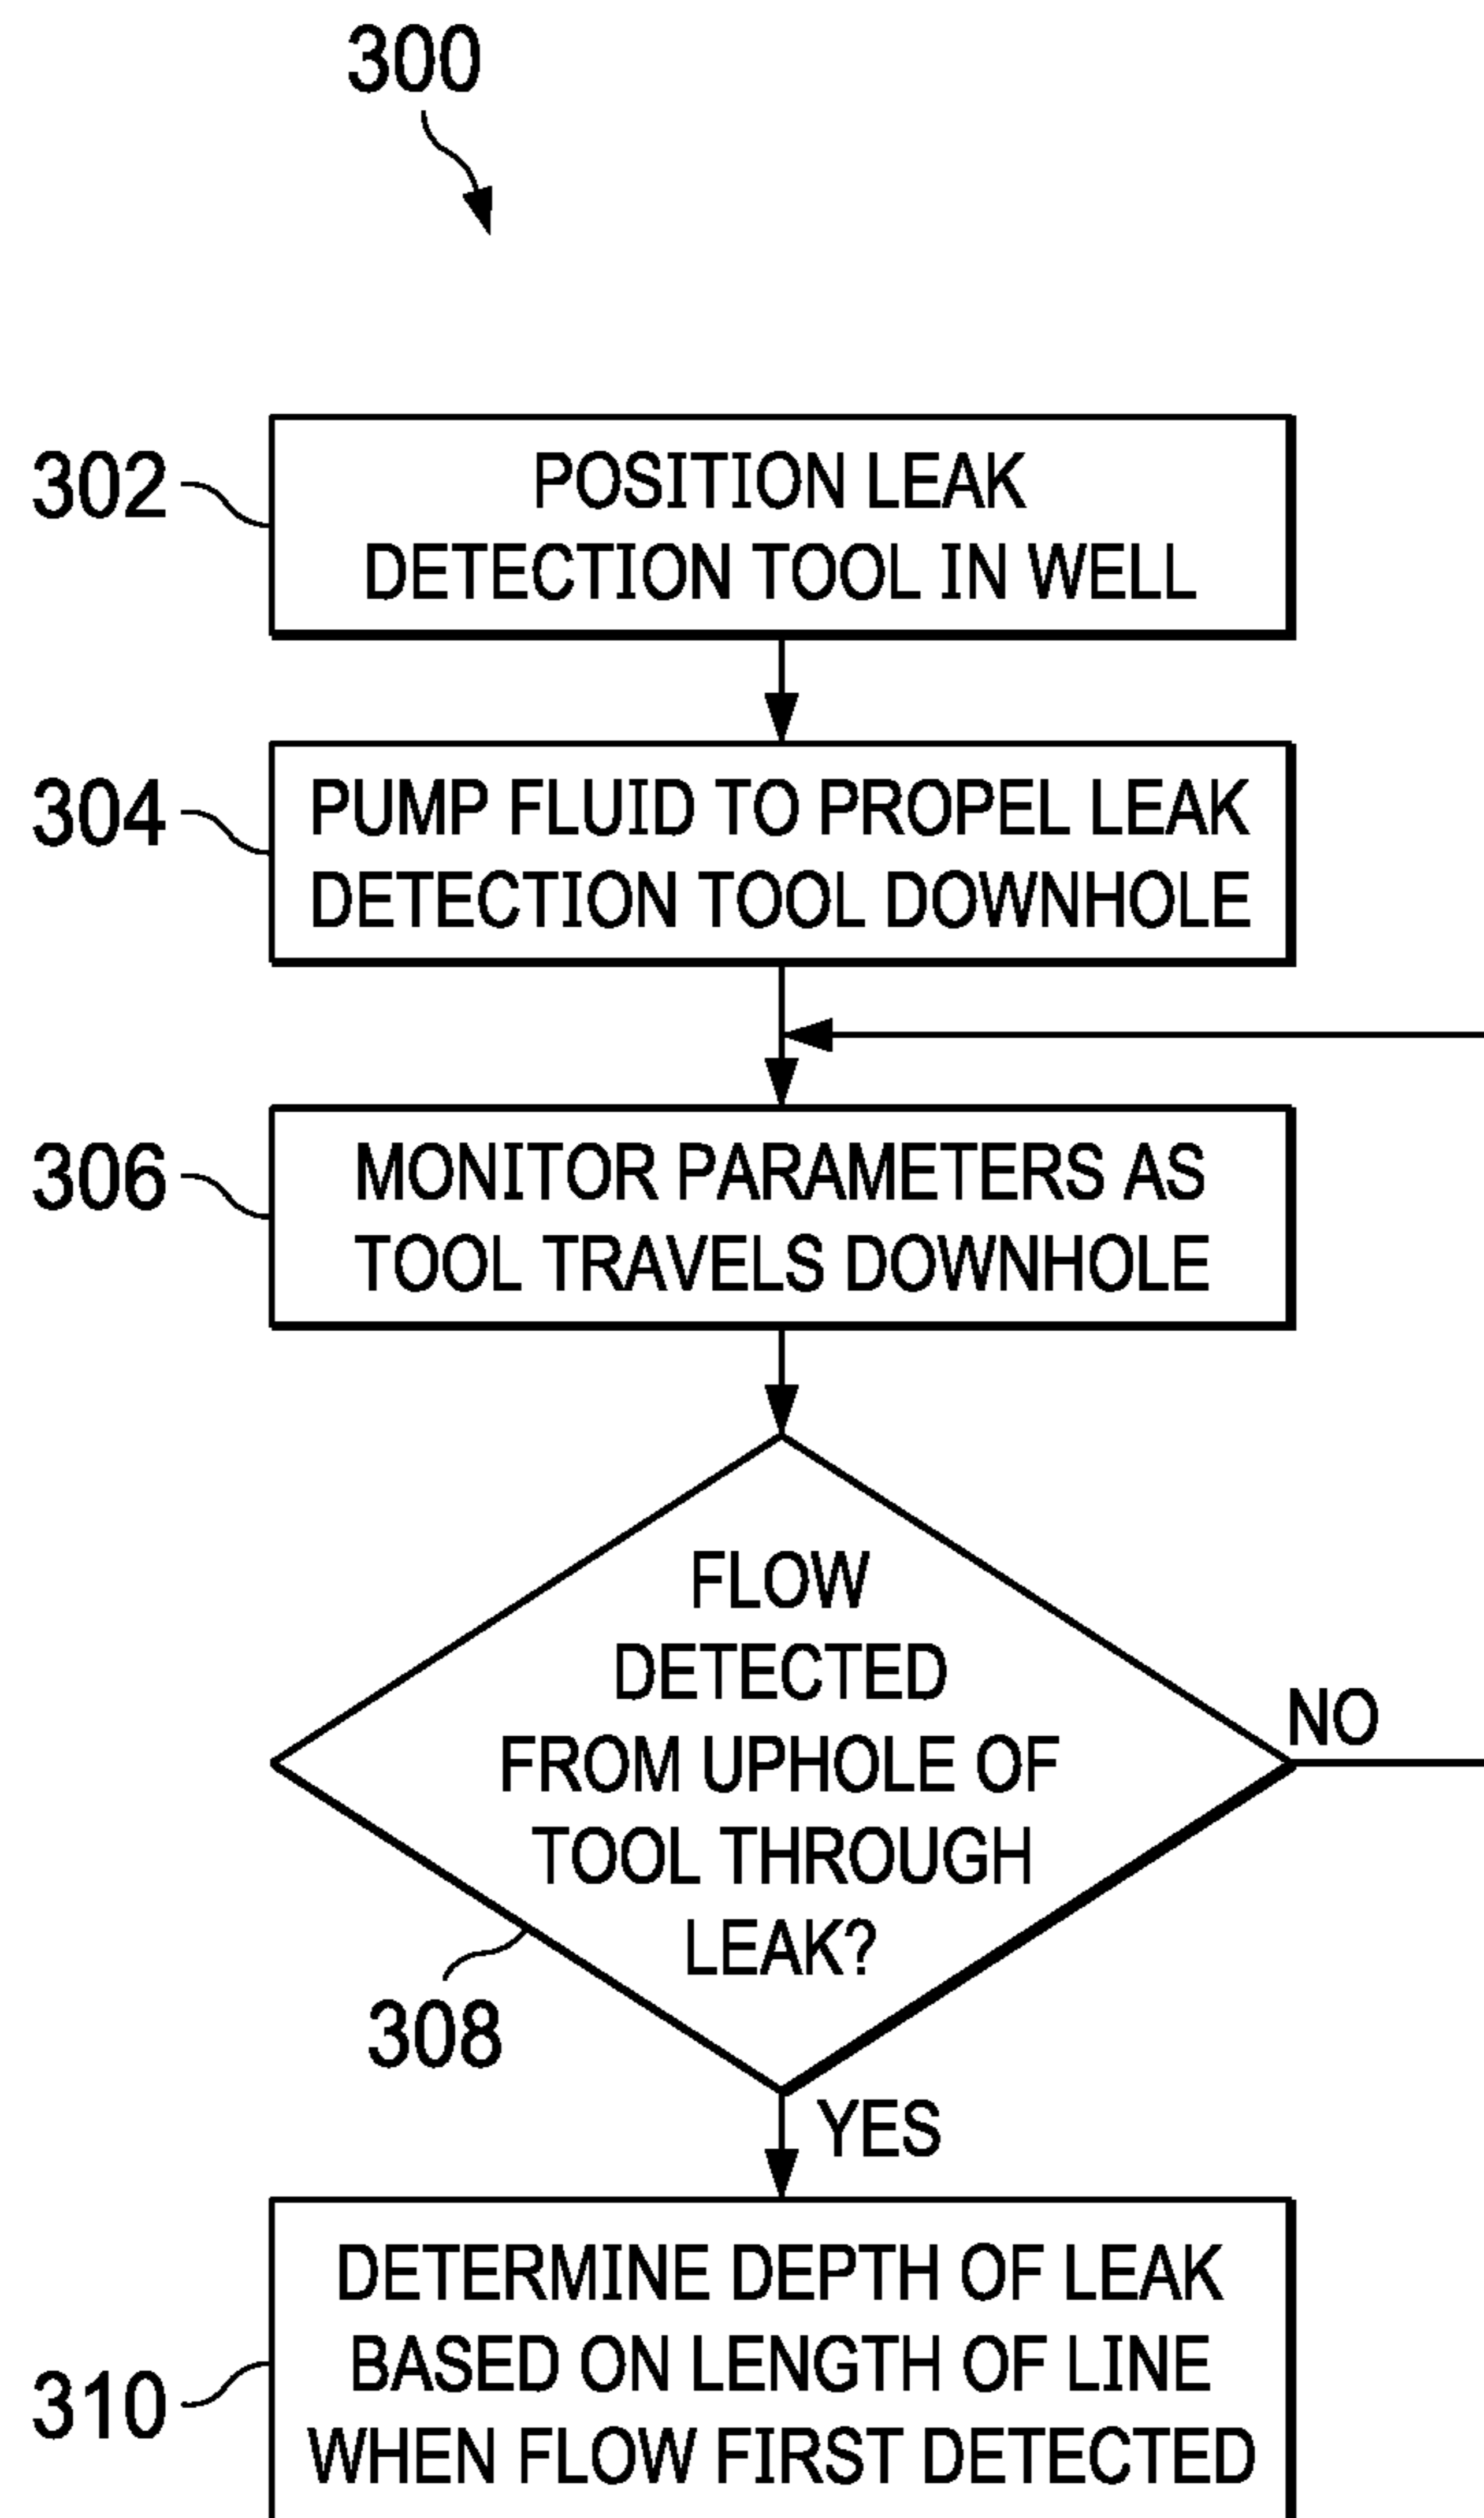 300
302
POSITION LEAK
DETECTION TOOL IN WELL
304
PUMP FLUID TO PROPEL LEAK
DETECTION TOOL DOWNHOLE
306
MONITOR PARAMETERS AS
TOOL TRAVELS DOWNHOLE
FLOW
DETECTED
FROM UPHOLE OF
TOOL THROUGH
LEAK?
NO
308
YES
310
DETERMINE DEPTH OF LEAK
BASED ON LENGTH OF LINE
WHEN FLOW FIRST DETECTED